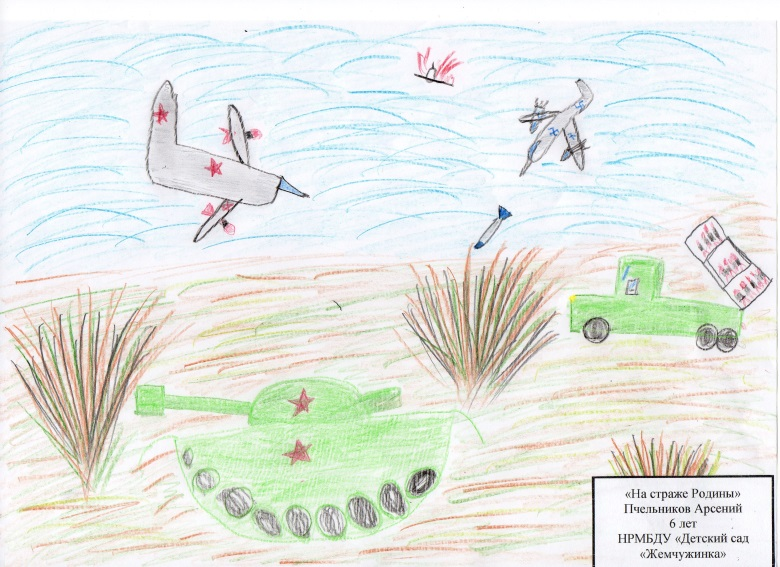 «На страже Родины»
Пчельников Арсений
6 лет
НРМБДУ «Детский сад
«Жемчужинка»